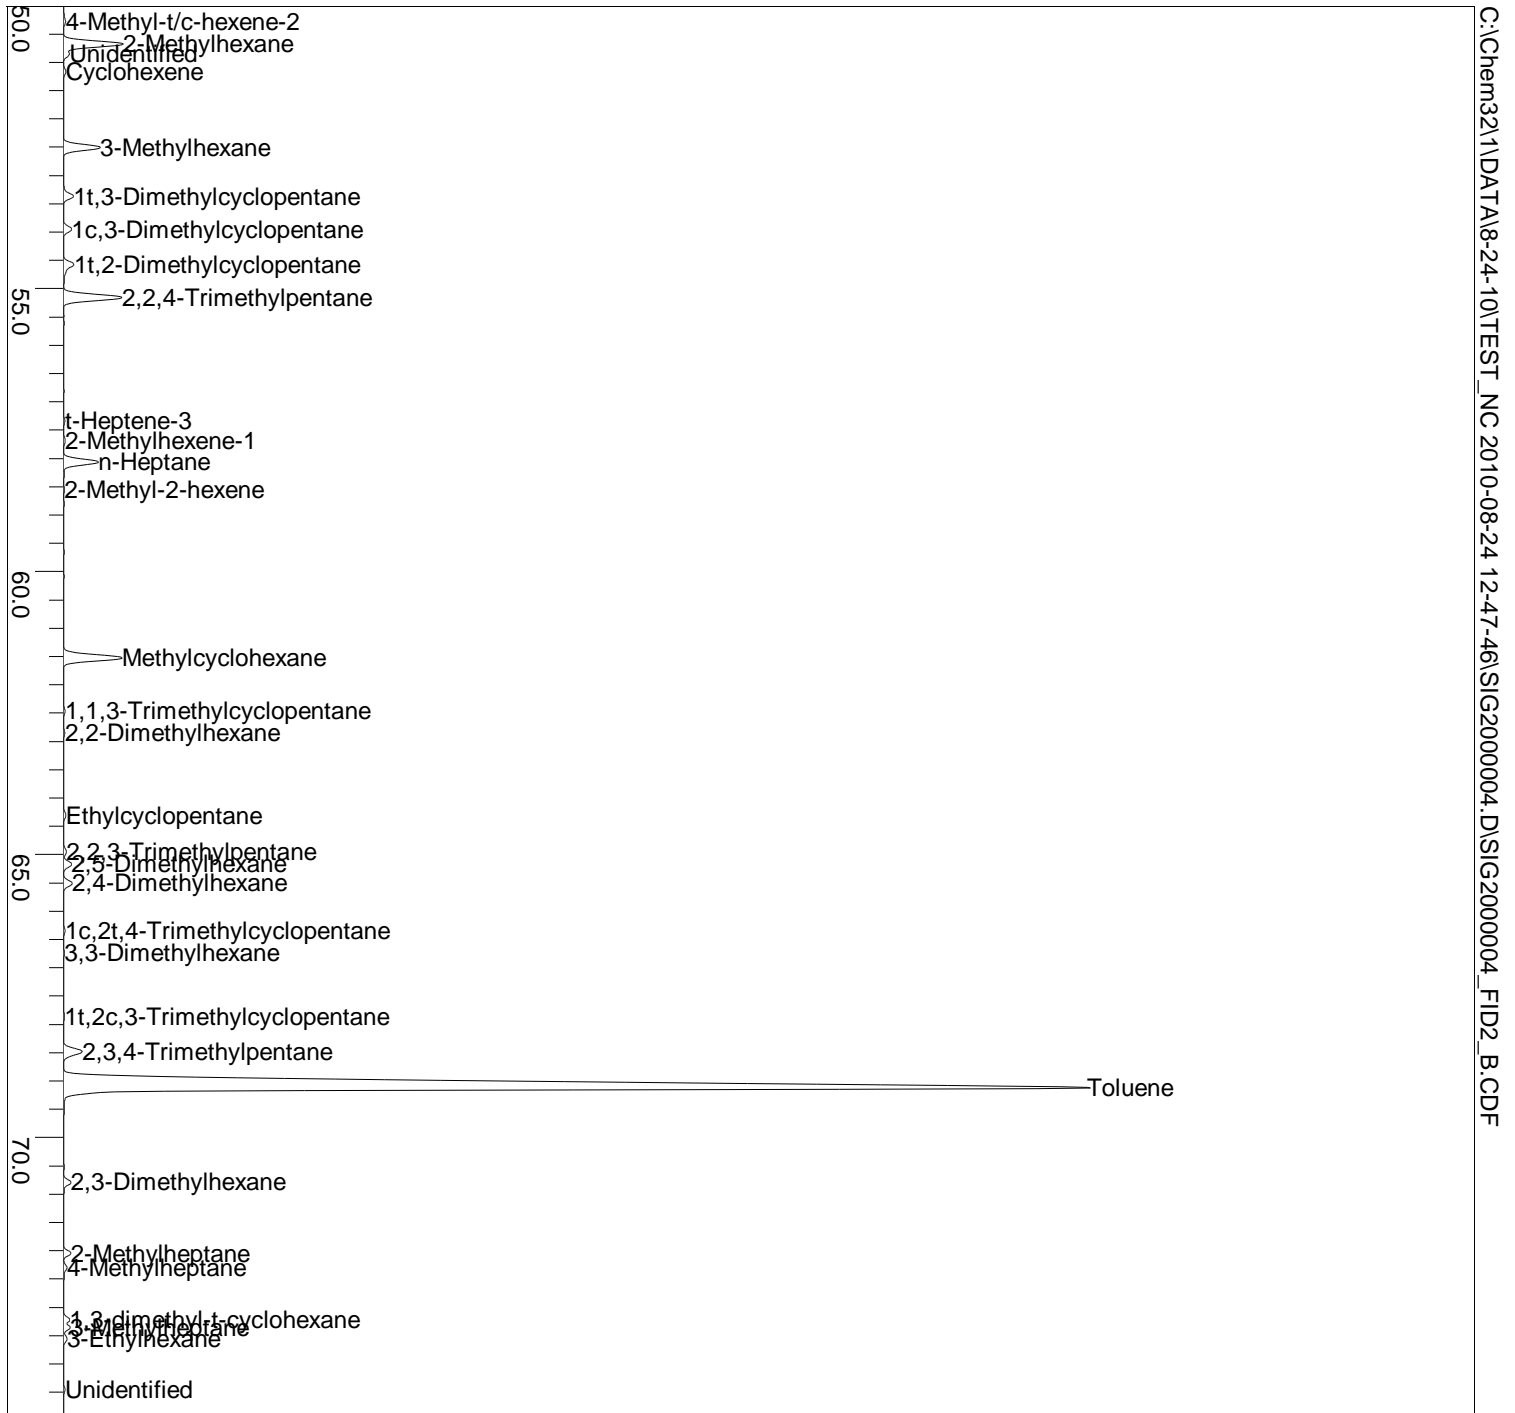 C:\Chem32\1\DATA\8-24-10\TEST_NC 2010-08-24 12-47-46\SIG2000004.D\SIG2000004_FID2_B.CDF
50.0
4-Methyl-t/c-hexene-2
2-Methylhexane
Unidentified
Cyclohexene
3-Methylhexane
1t,3-Dimethylcyclopentane
1c,3-Dimethylcyclopentane
1t,2-Dimethylcyclopentane
55.0
2,2,4-Trimethylpentane
t-Heptene-3
2-Methylhexene-1
n-Heptane
2-Methyl-2-hexene
60.0
Methylcyclohexane
1,1,3-Trimethylcyclopentane
2,2-Dimethylhexane
Ethylcyclopentane
2,2,3-Trimethylpentane
65.0
2,5-Dimethylhexane
2,4-Dimethylhexane
1c,2t,4-Trimethylcyclopentane
3,3-Dimethylhexane
1t,2c,3-Trimethylcyclopentane
2,3,4-Trimethylpentane
Toluene
70.0
2,3-Dimethylhexane
2-Methylheptane
4-Methylheptane
1,3-dimethyl-t-cyclohexane
3-Methylheptane
3-Ethylhexane
Unidentified